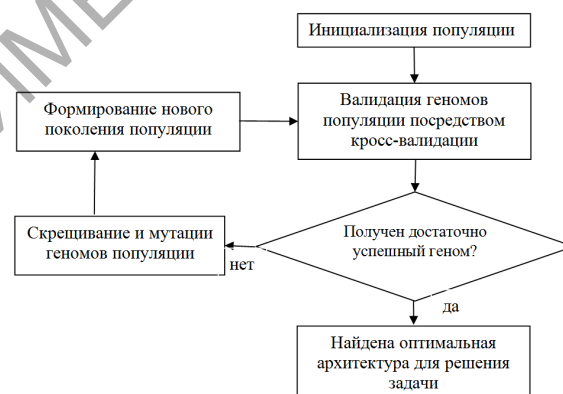 Инициализация популяции
Формирование нового
поколения популяции
Валидация геномов
популяции посредством
кросс-валидации
Скрещивание и мутации
геномов популяции
Получен достаточно
успешный геном?
нет
да
Найдена оптимальная
архитектура для решения
задачи